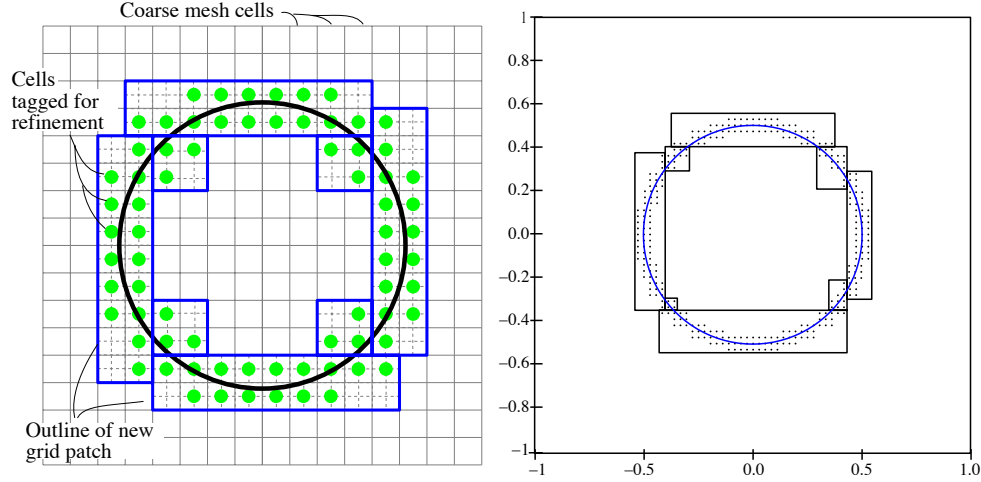 Coarse mesh cells
Cells
tagged for
refinement
Outline of new
grid patch
1
0.8
0.6
0.4
0.2
0.0
−0.2
−0.4
−0.6
−0.8
−1
−1
−0.5
0.0
0.5
1.0